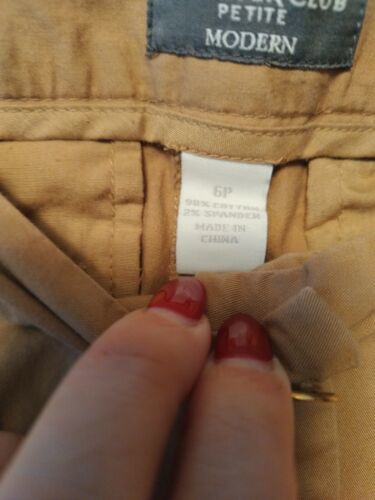 CLUB
PETITE
MODERN
6P
98% COTTON
2% SPANDEX
MADE IN
CHINA